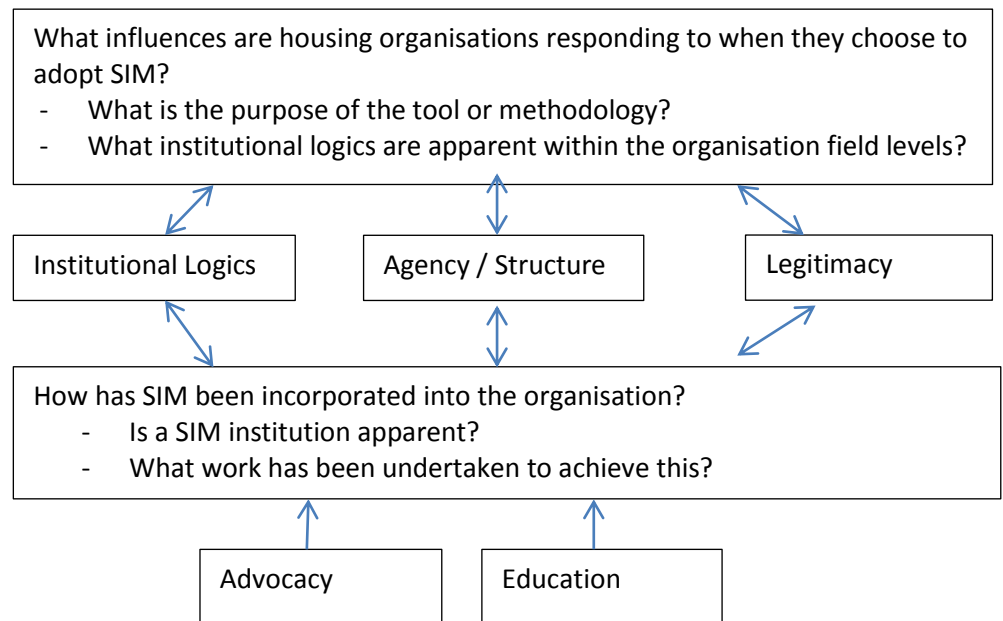 What influences are housing organisations responding to when they choose to
adopt SIM?
- What is the purpose of the tool or methodology?
- What institutional logics are apparent within the organisation field levels?
Institutional Logics
Agency / Structure
Legitimacy
How has SIM been incorporated into the organisation?
- Is a SIM institution apparent?
- What work has been undertaken to achieve this?
Advocacy
Education